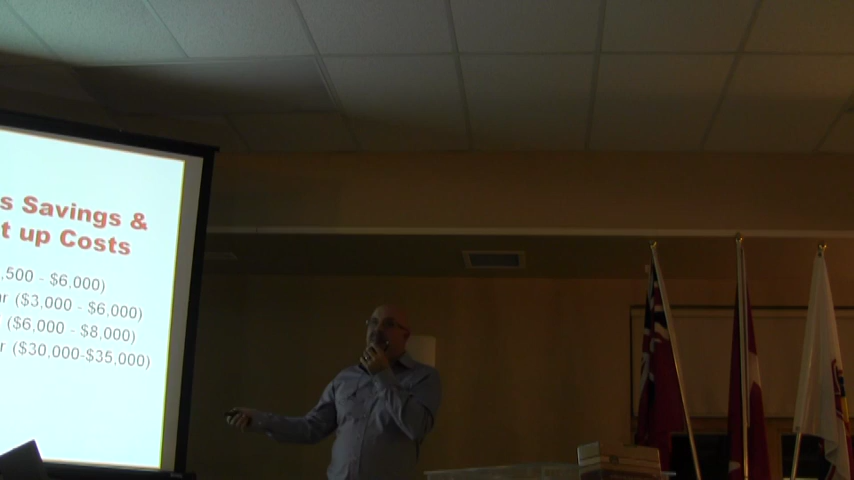 s Savings &
t up Costs
,500 - $6,000)
r ($3,000 - $6,000)
($6,000 - $8,000)
r ($30,000-$35,000)